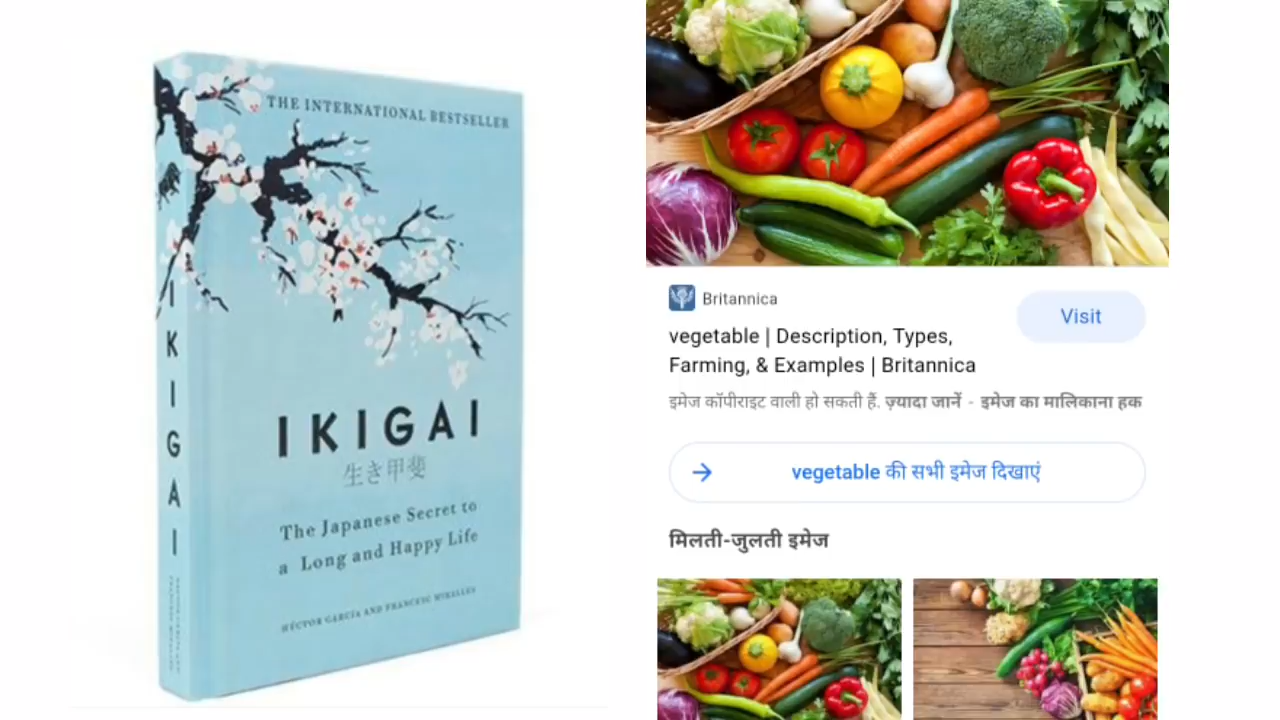 THE INTERNATIONAL BESTSELLER
IKIGAI
生き甲斐
The Japanese Secret to
a Long and Happy Life
HÉCTOR GARCÍA AND FRANCESC MIRALLES
IKIGAI
Britannica
Visit
vegetable | Description, Types,
Farming, & Examples | Britannica
इमेज कॉपीराइट वाली हो सकती हैं. ज़्यादा जानें - इमेज का मालिकाना हक
vegetable की सभी इमेज दिखाएं
मिलती-जुलती इमेज